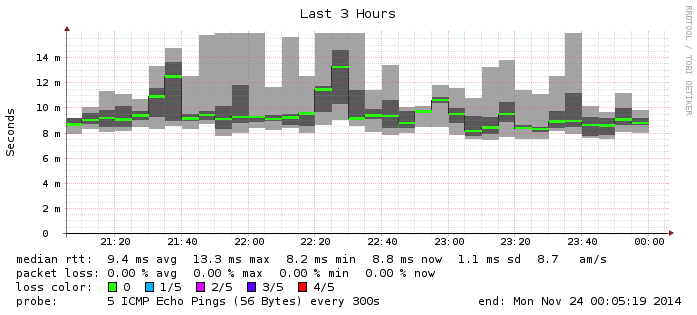 Last 3 Hours
RRDTOOL / TOBI OETIKER
Seconds
14 m
12 m
10 m
8 m
6 m
4 m
2 m
0
21:20 21:40 22:00 22:20 22:40 23:00 23:20 23:40 00:00
median rtt: 9.4 ms avg 13.3 ms max 8.2 ms min 8.8 ms now 1.1 ms sd 8.7 am/s
packet loss: 0.00 % avg 0.00 % max 0.00 % min 0.00 % now
loss color: 0 1/5 2/5 3/5 4/5
probe: 5 ICMP Echo Pings (56 Bytes) every 300s end: Mon Nov 24 00:05:19 2014